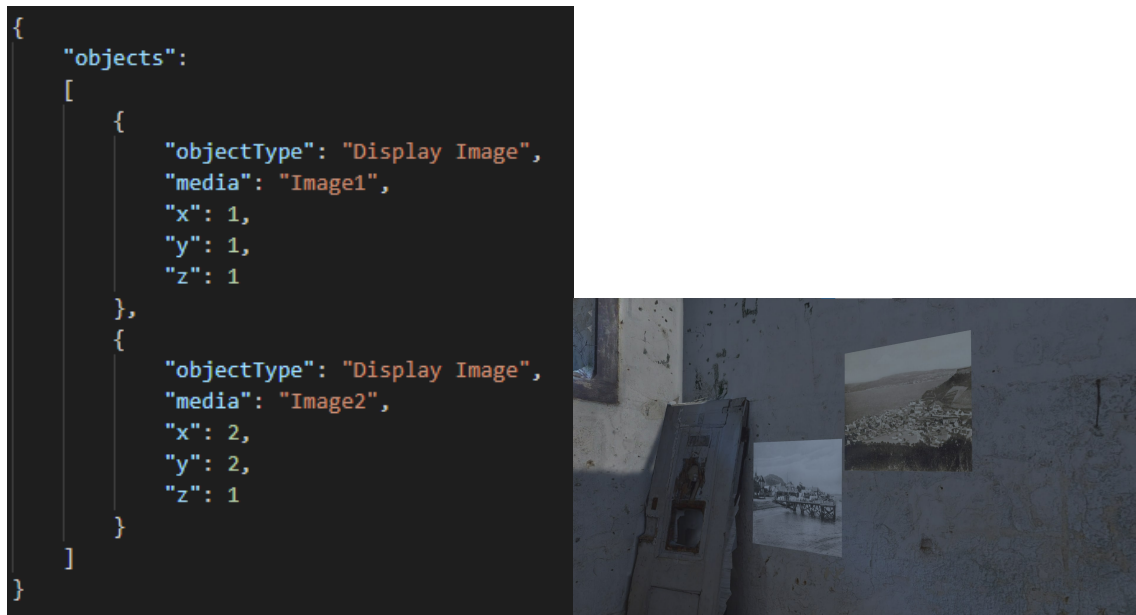 {
    "objects":
    [
        {
            "objectType": "Display Image",
            "media": "Image1",
            "x": 1,
            "y": 1,
            "z": 1
        },
        {
            "objectType": "Display Image",
            "media": "Image2",
            "x": 2,
            "y": 2,
            "z": 1
        }
    ]
}